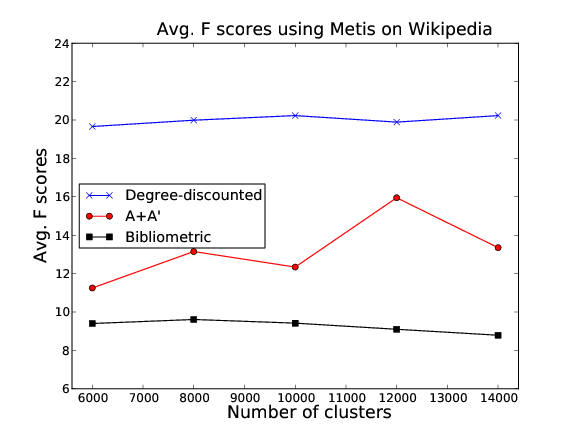 Avg. F scores using Metis on Wikipedia
24
22
20
18
16
14
12
10
8
6
Avg. F scores
Degree-discounted
A+A'
Bibliometric
6000 7000 8000 9000 10000 11000 12000 13000 14000
Number of clusters